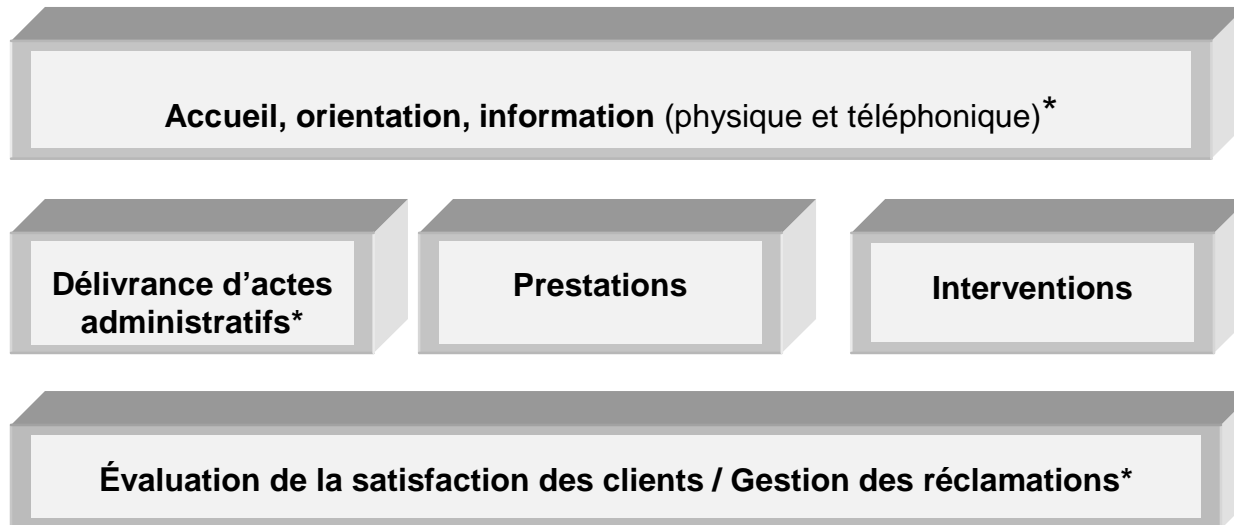 Accueil, orientation, information (physique et téléphonique)*
Délivrance d’actes
administratifs*
Prestations
Interventions
Évaluation de la satisfaction des clients / Gestion des réclamations*